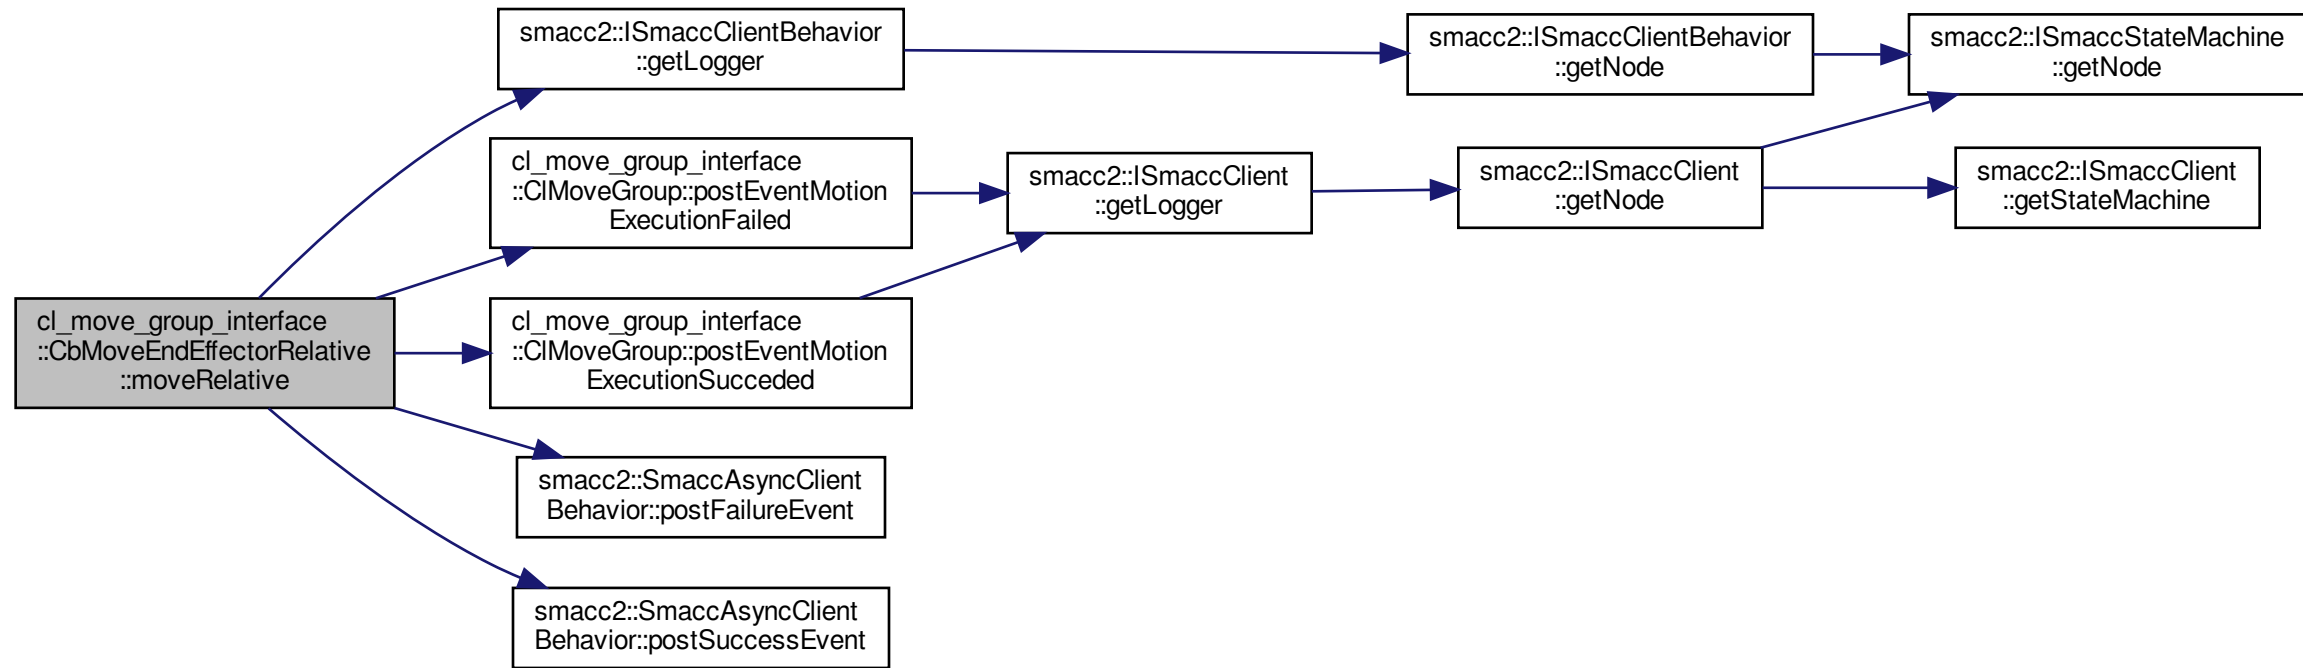 smacc2::ISmaccClientBehavior
::getLogger
smacc2::ISmaccClientBehavior
::getNode
smacc2::ISmaccStateMachine
::getNode
cl_move_group_interface
::ClMoveGroup::postEventMotion
ExecutionFailed
smacc2::ISmaccClient
::getLogger
smacc2::ISmaccClient
::getNode
smacc2::ISmaccClient
::getStateMachine
cl_move_group_interface
::CbMoveEndEffectorRelative
::moveRelative
cl_move_group_interface
::ClMoveGroup::postEventMotion
ExecutionSucceded
smacc2::SmaccAsyncClient
Behavior::postFailureEvent
smacc2::SmaccAsyncClient
Behavior::postSuccessEvent